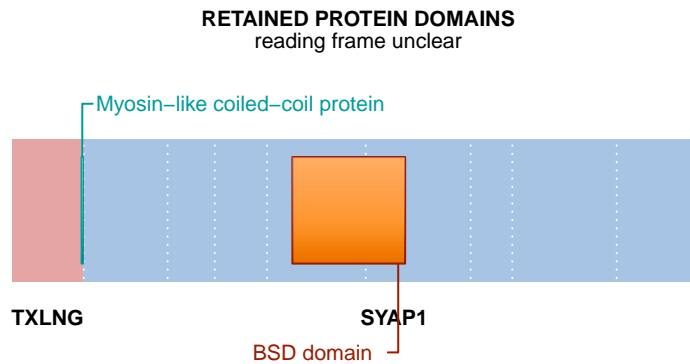 RETAINED PROTEIN DOMAINS
reading frame unclear
Myosin−like coiled−coil protein
TXLNG SYAP1
BSD domain